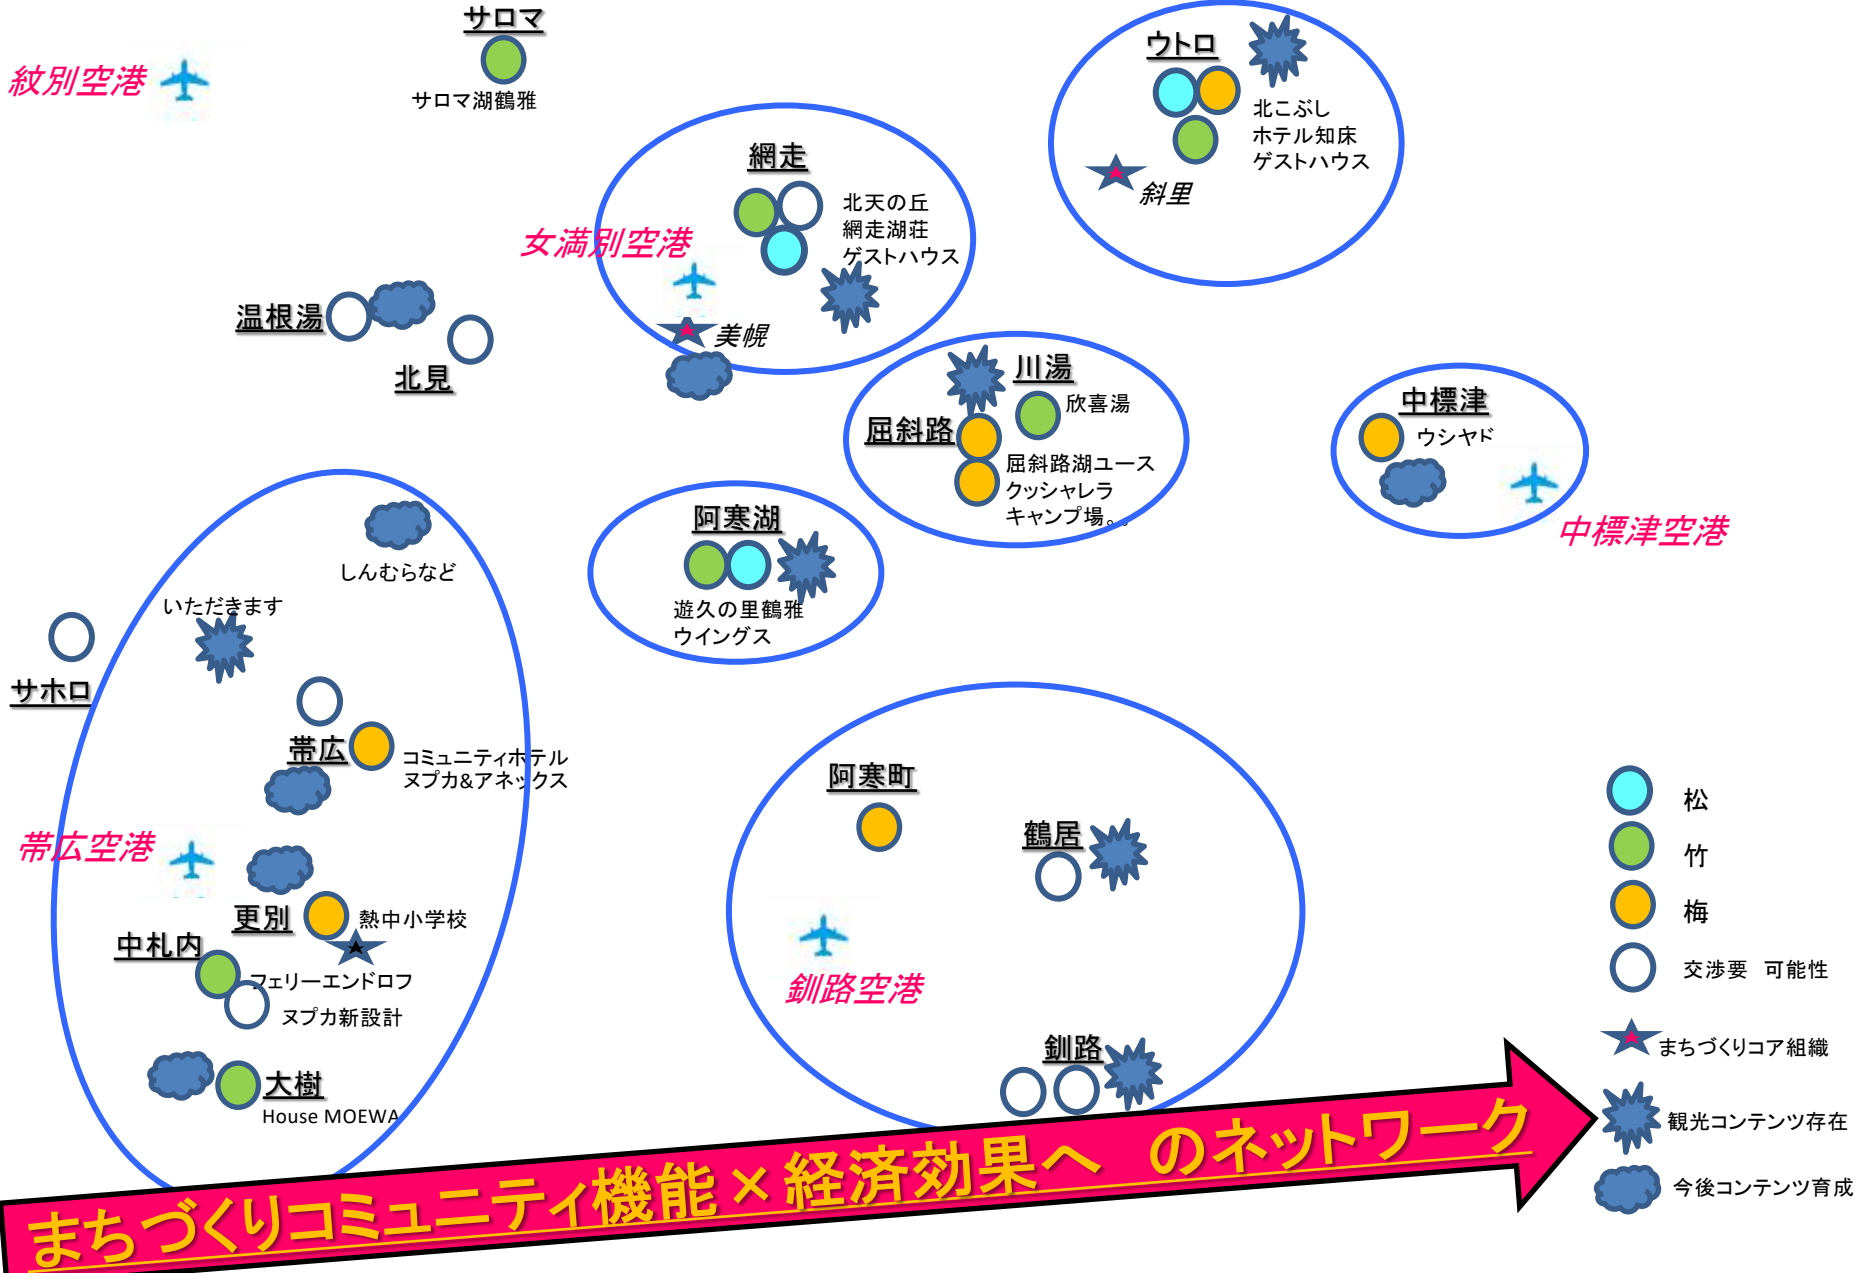 サロマ
サロマ湖鶴雅
紋別空港
ウトロ
北こぶし
ホテル知床
ゲストハウス
斜里
網走
北天の丘
網走湖荘
ゲストハウス
女満別空港
美幌
温根湯
北見
川湯
欣喜湯
屈斜路
屈斜路湖ユース
クッシャレラ
キャンプ場。.
中標津
ウシヤド
中標津空港
阿寒湖
遊久の里鶴雅
ウイングス
しんむらなど
いただきます
サホロ
帯広
コミュニティホテル
ヌプカ&アネックス
帯広空港
更別
熱中小学校
中札内
フェリーエンドロフ
ヌプカ新設計
大樹
House MOEWA
阿寒町
鶴居
釧路空港
釧路
松
竹
梅
交渉要　可能性
まちづくりコア組織
観光コンテンツ存在
今後コンテンツ育成
まちづくりコミュニティ機能×経済効果へ　のネットワーク